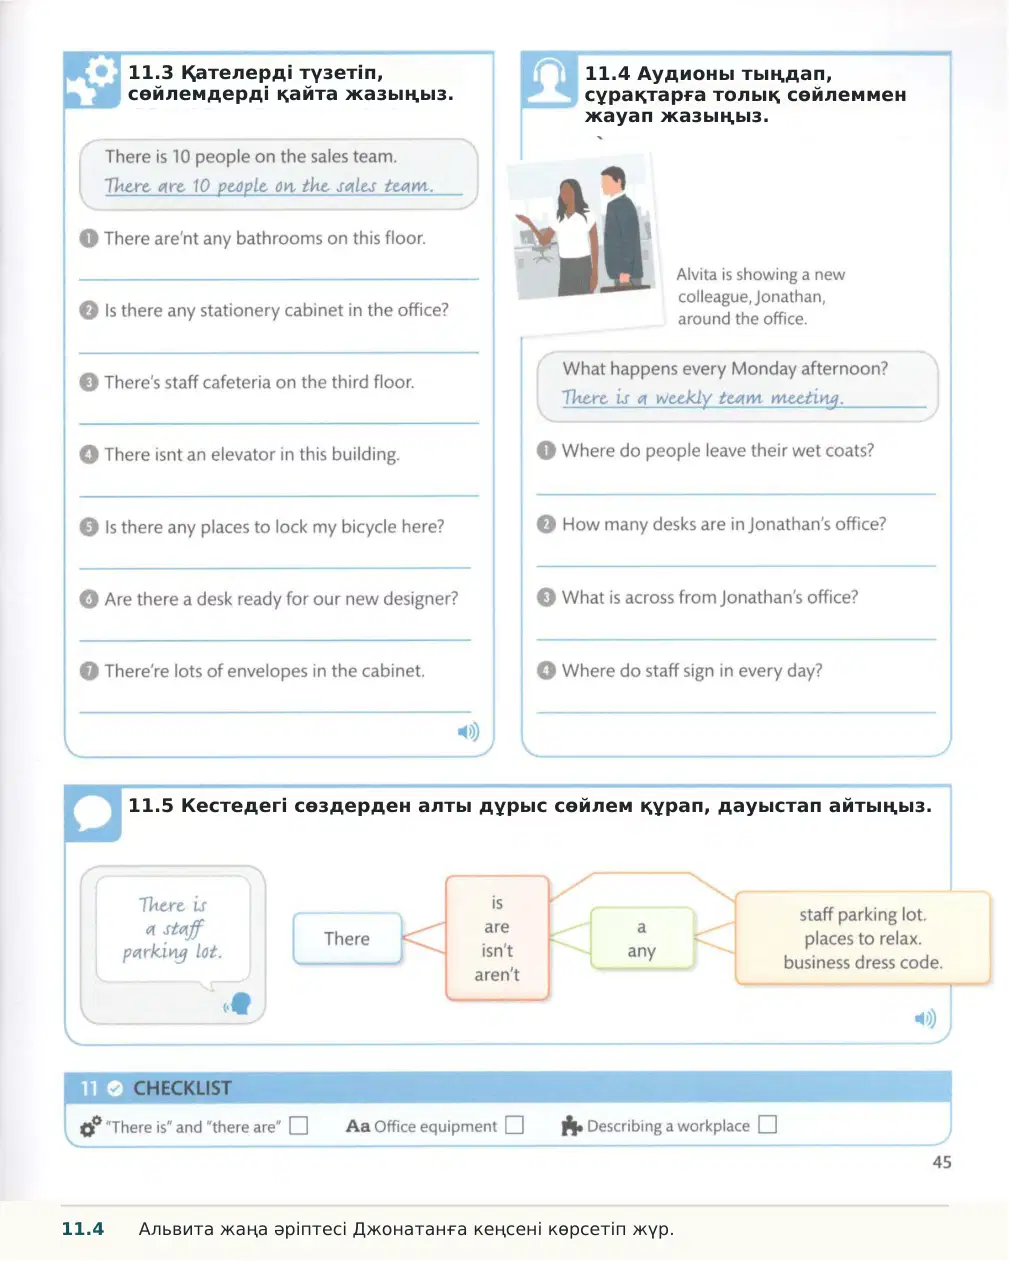 11.3 Қателерді түзетіп,
сөйлемдерді қайта жазыңыз.
There is 10 people on the sales team.
There are 10 people on the sales team.
1 There are'nt any bathrooms on this floor.
2 Is there any stationery cabinet in the office?
3 There's staff cafeteria on the third floor.
4 There isnt an elevator in this building.
5 Is there any places to lock my bicycle here?
6 Are there a desk ready for our new designer?
7 There're lots of envelopes in the cabinet.
11.4 Аудионы тыңдап,
сұрақтарға толық сөйлеммен
жауап жазыңыз.
Alvita is showing a new
colleague, Jonathan,
around the office.
What happens every Monday afternoon?
There is a weekly team meeting.
1 Where do people leave their wet coats?
2 How many desks are in Jonathan's office?
3 What is across from Jonathan's office?
4 Where do staff sign in every day?
11.5 Кестедегі сөздерден алты дұрыс сөйлем құрап, дауыстап айтыңыз.
There is
a staff
parking lot.
There
is
are
isn't
aren't
a
any
staff parking lot.
places to relax.
business dress code.
11 CHECKLIST
"There is" and "there are"
Aa Office equipment
Describing a workplace
45
11.4 Альвита жаңа әріптесі Джонатанға кеңсені көрсетіп жүр.